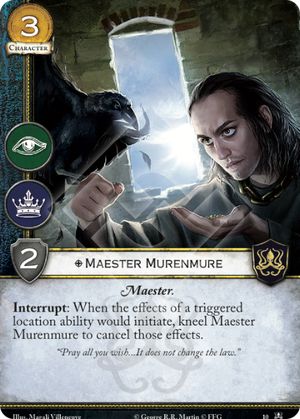 3
CHARACTER
2
MAESTER MURENMURE
Maester.
Interrupt: When the effects of a triggered
location ability would initiate, kneel Maester
Murenmure to cancel those effects.
"Pray all you wish...It does not change the law."
Illus. Magali Villeneuve
© George R.R. Martin © FFG
10